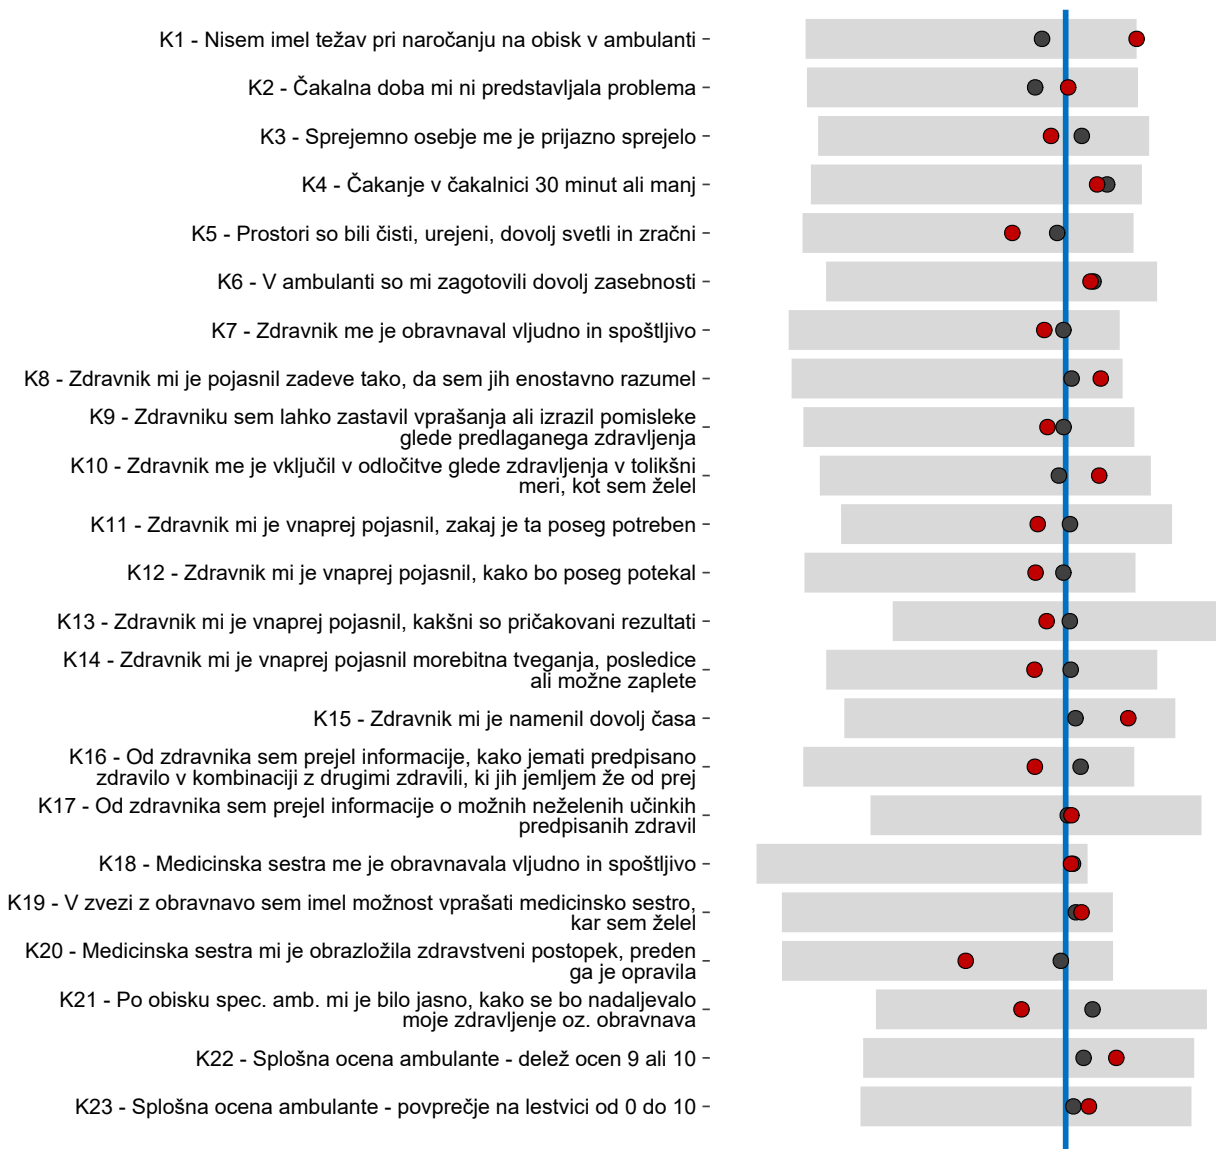 K1 - Nisem imel težav pri naročanju na obisk v ambulanti
K2 - Čakalna doba mi ni predstavljala problema
K3 - Sprejemno osebje me je prijazno sprejelo
K4 - Čakanje v čakalnici 30 minut ali manj
K5 - Prostori so bili čisti, urejeni, dovolj svetli in zračni
K6 - V ambulanti so mi zagotovili dovolj zasebnosti
K7 - Zdravnik me je obravnaval vljudno in spoštljivo
K8 - Zdravnik mi je pojasnil zadeve tako, da sem jih enostavno razumel
K9 - Zdravniku sem lahko zastavil vprašanja ali izrazil pomisleke
glede predlaganega zdravljenja
K10 - Zdravnik me je vključil v odločitve glede zdravljenja v tolikšni
meri, kot sem želel
K11 - Zdravnik mi je vnaprej pojasnil, zakaj je ta poseg potreben
K12 - Zdravnik mi je vnaprej pojasnil, kako bo poseg potekal
K13 - Zdravnik mi je vnaprej pojasnil, kakšni so pričakovani rezultati
K14 - Zdravnik mi je vnaprej pojasnil morebitna tveganja, posledice
ali možne zaplete
K15 - Zdravnik mi je namenil dovolj časa
K16 - Od zdravnika sem prejel informacije, kako jemati predpisano
zdravilo v kombinaciji z drugimi zdravili, ki jih jemljem že od prej
K17 - Od zdravnika sem prejel informacije o možnih neželenih učinkih
predpisanih zdravil
K18 - Medicinska sestra me je obravnavala vljudno in spoštljivo
K19 - V zvezi z obravnavo sem imel možnost vprašati medicinsko sestro,
kar sem želel
K20 - Medicinska sestra mi je obrazložila zdravstveni postopek, preden
ga je opravila
K21 - Po obisku spec. amb. mi je bilo jasno, kako se bo nadaljevalo
moje zdravljenje oz. obravnava
K22 - Splošna ocena ambulante - delež ocen 9 ali 10
K23 - Splošna ocena ambulante - povprečje na lestvici od 0 do 10